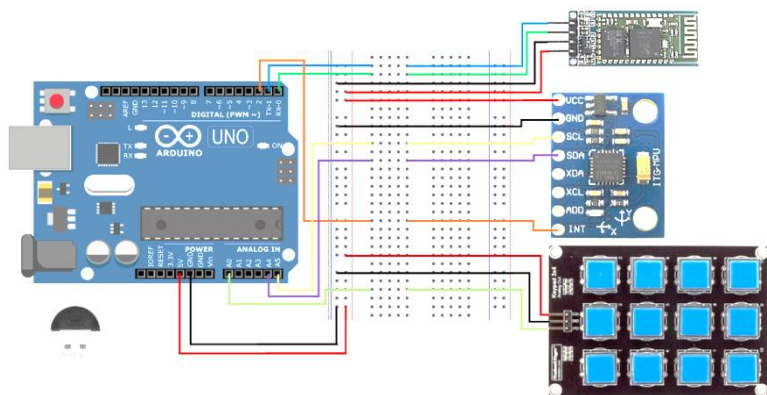 AREF
GND
13
12
~11
~10
~9
8
7
~6
~5
4
~3
2
TX-1
RX-0
DIGITAL (PWM ~)
L
TX
RX
UNO
ARDUINO
ON
IOREF
RESET
3.3V
5V
GND
GND
Vin
POWER
ANALOG IN
A0
A1
A2
A3
A4
A5
VCC
GND
SCL
SDA
XDA
XCL
ADD
INT
ITG-MPU
Y
X
Keypad 3x4